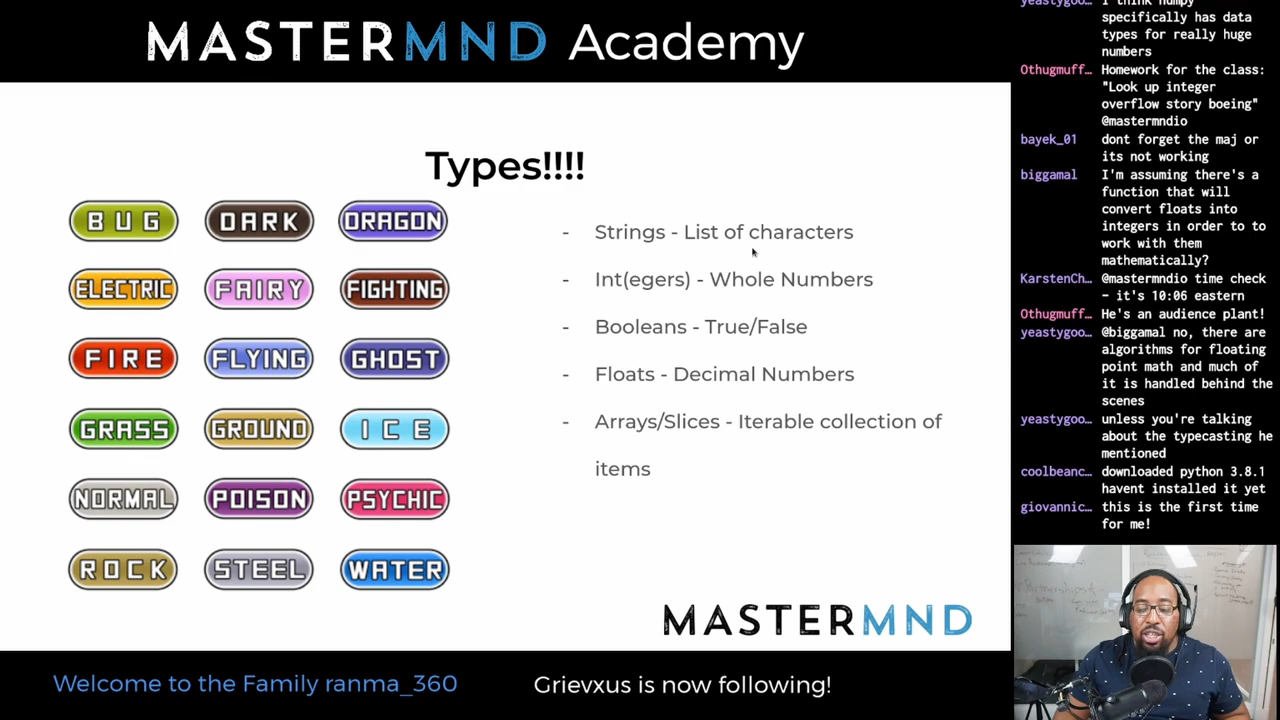 MASTERMND Academy
Types!!!!
BUG DARK DRAGON
ELECTRIC FAIRY FIGHTING
FIRE FLYING GHOST
GRASS GROUND ICE
NORMAL POISON PSYCHIC
ROCK STEEL WATER
- Strings - List of characters
- Int(egers) - Whole Numbers
- Booleans - True/False
- Floats - Decimal Numbers
- Arrays/Slices - Iterable collection of
items
MASTERMND
Welcome to the Family ranma_360
Grievxus is now following!
yeastygoo… I think numpy
specifically has data
types for really huge
numbers
Othugmuff… Homework for the class:
"Look up integer
overflow story boeing"
@mastermndio
bayek_01 dont forget the maj or
its not working
biggamal I'm assuming there's a
function that will
convert floats into
integers in order to to
work with them
mathematically?
KarstenCh… @mastermndio time check
- it's 10:06 eastern
Othugmuff… He's an audience plant!
yeastygoo… @biggamal no, there are
algorithms for floating
point math and much of
it is handled behind the
scenes
yeastygoo… unless you're talking
about the typecasting he
mentioned
coolbeanc… downloaded python 3.8.1
havent installed it yet
giovannic… this is the first time
for me!